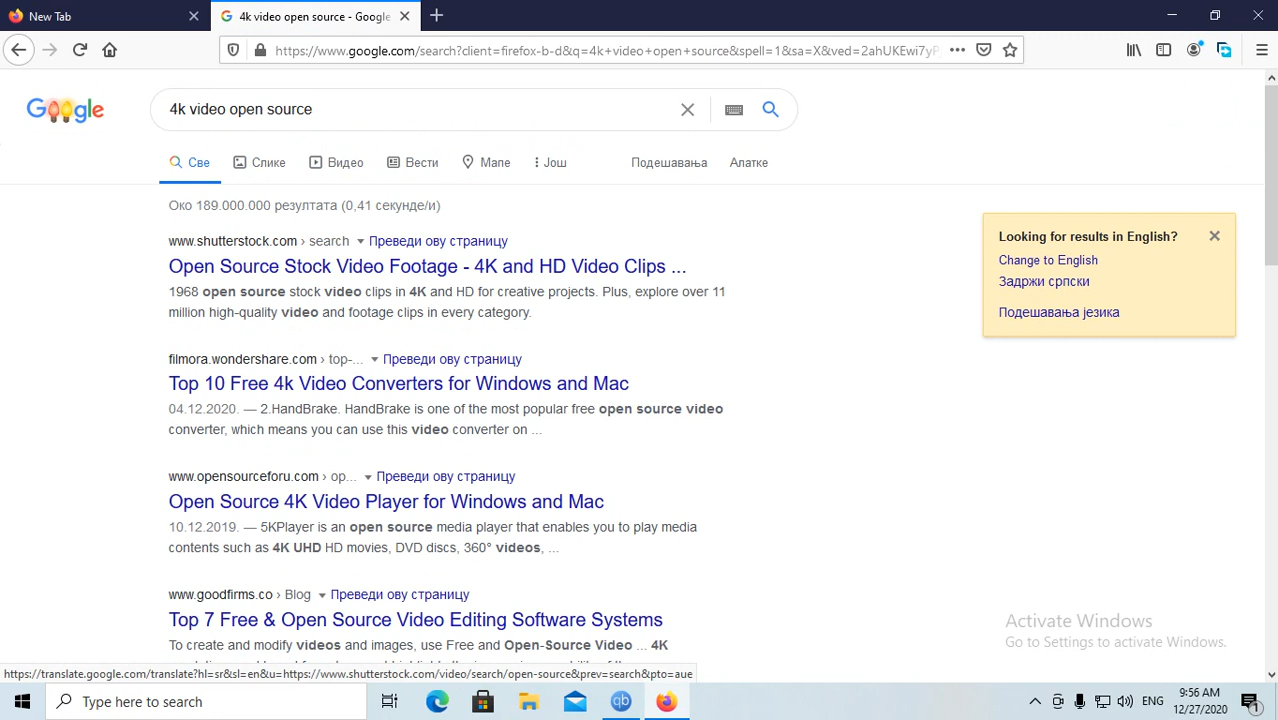 New Tab
4k video open source - Google
https://www.google.com/search?client=firefox-b-d&q=4k+video+open+source&spell=1&sa=X&ved=2ahUKEwi7yP
Google
4k video open source
Све
Слике
Видео
Вести
Мапе
Још
Подешавања
Алатке
Око 189.000.000 резултата (0,41 секунде/и)
www.shutterstock.com › search Преведи ову страницу
Open Source Stock Video Footage - 4K and HD Video Clips ...
1968 open source stock video clips in 4K and HD for creative projects. Plus, explore over 11
million high-quality video and footage clips in every category.
Looking for results in English?
Change to English
Задржи српски
Подешавања језика
filmora.wondershare.com › top-... Преведи ову страницу
Top 10 Free 4k Video Converters for Windows and Mac
04.12.2020. — 2.HandBrake. HandBrake is one of the most popular free open source video
converter, which means you can use this video converter on ...
www.opensourceforu.com › op... Преведи ову страницу
Open Source 4K Video Player for Windows and Mac
10.12.2019. — 5KPlayer is an open source media player that enables you to play media
contents such as 4K UHD HD movies, DVD discs, 360° videos, ...
www.goodfirms.co › Blog Преведи ову страницу
Top 7 Free & Open Source Video Editing Software Systems
To create and modify videos and images, use Free and Open-Source Video ... 4K
Activate Windows
Go to Settings to activate Windows.
https://translate.google.com/translate?hl=sr&sl=en&u=https://www.shutterstock.com/video/search/open-source&prev=search&pto=aue
Type here to search
qb
ENG
9:56 AM
12/27/2020
1